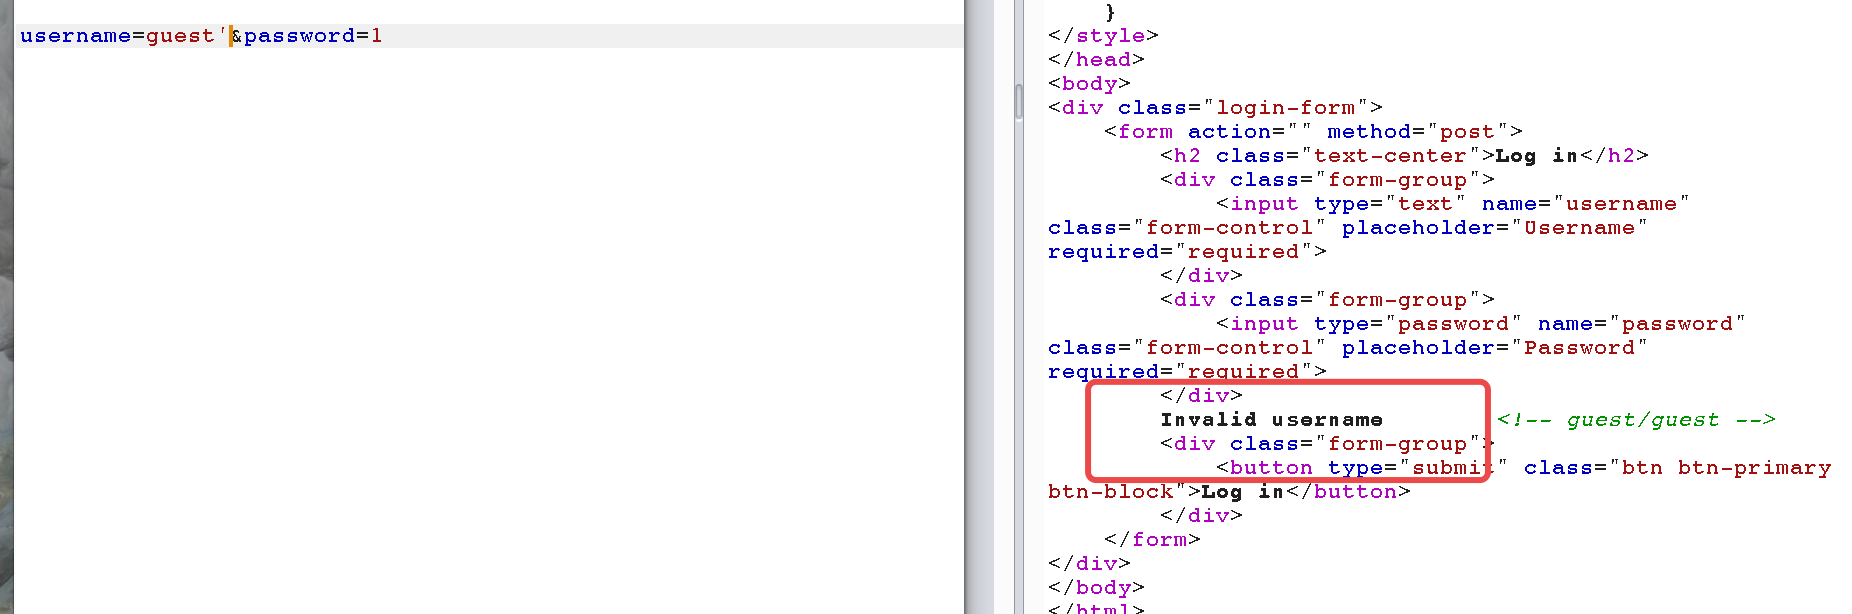 username=guest'&password=1
}
</style>
</head>
<body>
<div class="login-form">
<form action="" method="post">
<h2 class="text-center">Log in</h2>
<div class="form-group">
<input type="text" name="username"
class="form-control" placeholder="Username"
required="required">
</div>
<div class="form-group">
<input type="password" name="password"
class="form-control" placeholder="Password"
required="required">
</div>
Invalid username <!-- guest/guest -->
<div class="form-group">
<button type="submit" class="btn btn-primary
btn-block">Log in</button>
</div>
</form>
</div>
</body>
</html>